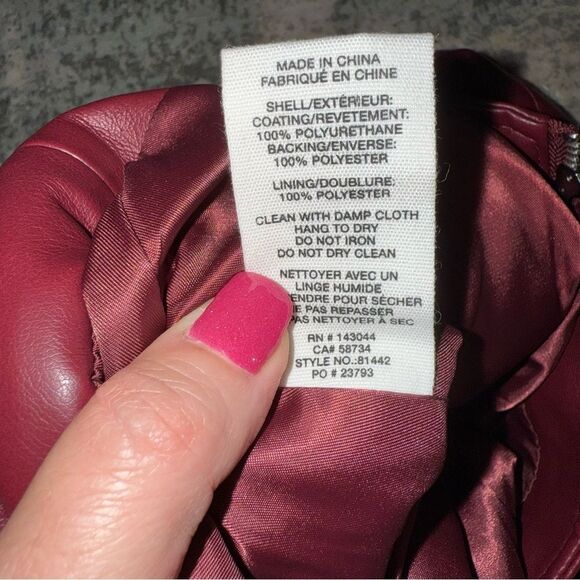 MADE IN CHINA
FABRIQUÉ EN CHINE
SHELL/EXTÉRIEUR:
COATING/REVETEMENT:
100% POLYURETHANE
BACKING/ENVERSE:
100% POLYESTER
LINING/DOUBLURE:
100% POLYESTER
CLEAN WITH DAMP CLOTH
HANG TO DRY
DO NOT IRON
DO NOT DRY CLEAN
NETTOYER AVEC UN
LINGE HUMIDE
POUR SÉCHER
PAS REPASSER
PAS NETTOYER À SEC
RN # 143044
CA# 58734
STYLE NO.:81442
PO # 23793